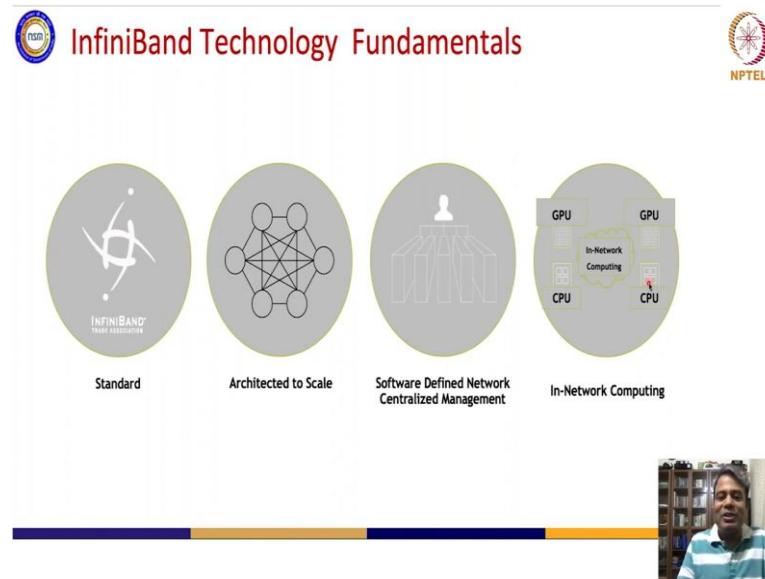 nsm
InfiniBand Technology Fundamentals
NPTEL
INFINIBAND
TRADE ASSOCIATION
GPU
GPU
In-Network
Computing
CPU
CPU
Standard
Architected to Scale
Software Defined Network
Centralized Management
In-Network Computing